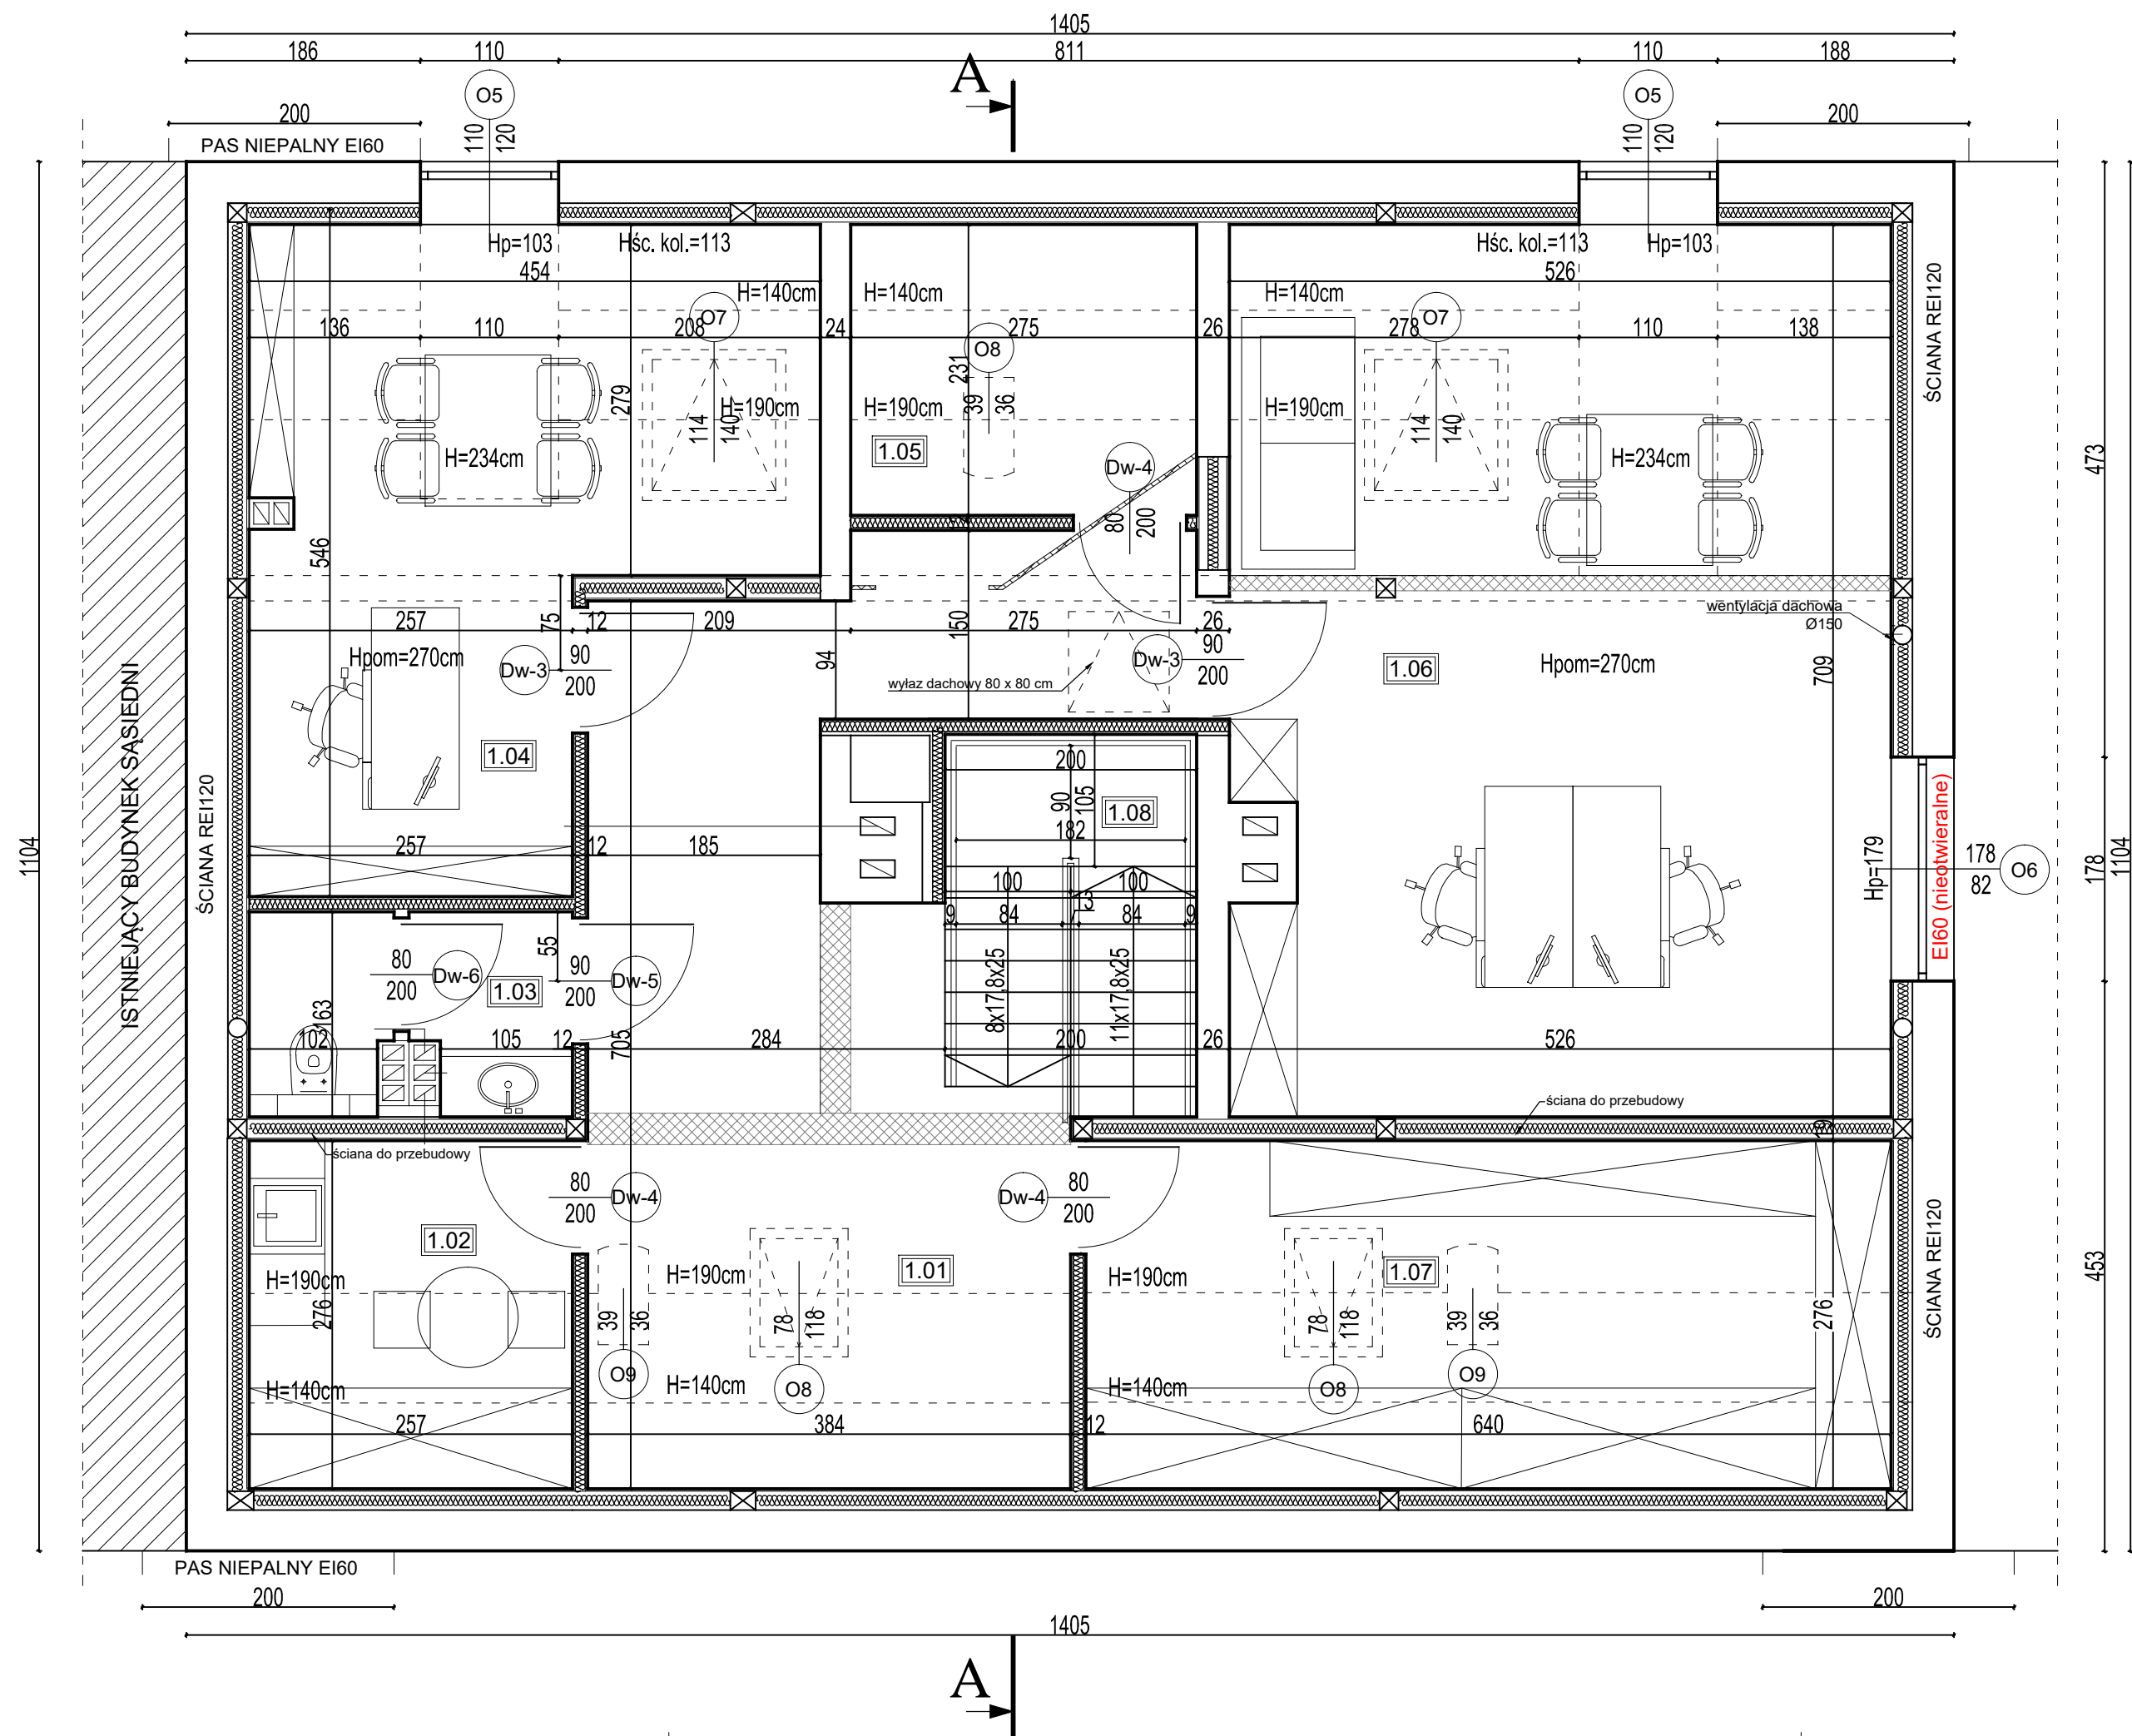 1405
186
110
811
110
188
A
O5
O5
200
110
120
110
120
200
PAS NIEPALNY EI60
Hp=103
Hśc. kol.=113
Hśc. kol.=113
Hp=103
454
526
H=140cm
H=140cm
H=140cm
ŚCIANA REI120
136
110
208
O7
24
275
26
278
O7
110
138
O8
231
279
39
36
H=190cm
H=190cm
H=190cm
114
140
114
140
1.05
H=234cm
H=234cm
Dw-4
473
80
200
546
wentylacja dachowa
Ø150
257
75
12
209
150
275
26
90
200
Hpom=270cm
Dw-3
90
200
94
Dw-3
wyłaz dachowy 80 x 80 cm
1.06
Hpom=270cm
709
ISTNIEJĄCY BUDYNEK SĄSIEDNI
1.04
200
90
105
1.08
182
ŚCIANA REI120
1104
257
12
185
EI60 (nieotwieralne)
Hp=179
178
82
O6
178
1104
100
100
9
84
13
84
9
55
80
200
Dw-6
90
200
Dw-5
1.03
8x17,8x25
11x17,8x25
163
102
105
12
705
284
200
26
526
ściana do przebudowy
19
ściana do przebudowy
80
200
Dw-4
Dw-4
80
200
1.02
1.01
1.07
ŚCIANA REI120
453
H=190cm
H=190cm
H=190cm
276
39
36
78
118
78
118
39
36
276
O9
O8
O8
O9
H=140cm
H=140cm
H=140cm
257
384
12
640
PAS NIEPALNY EI60
200
200
1405
A